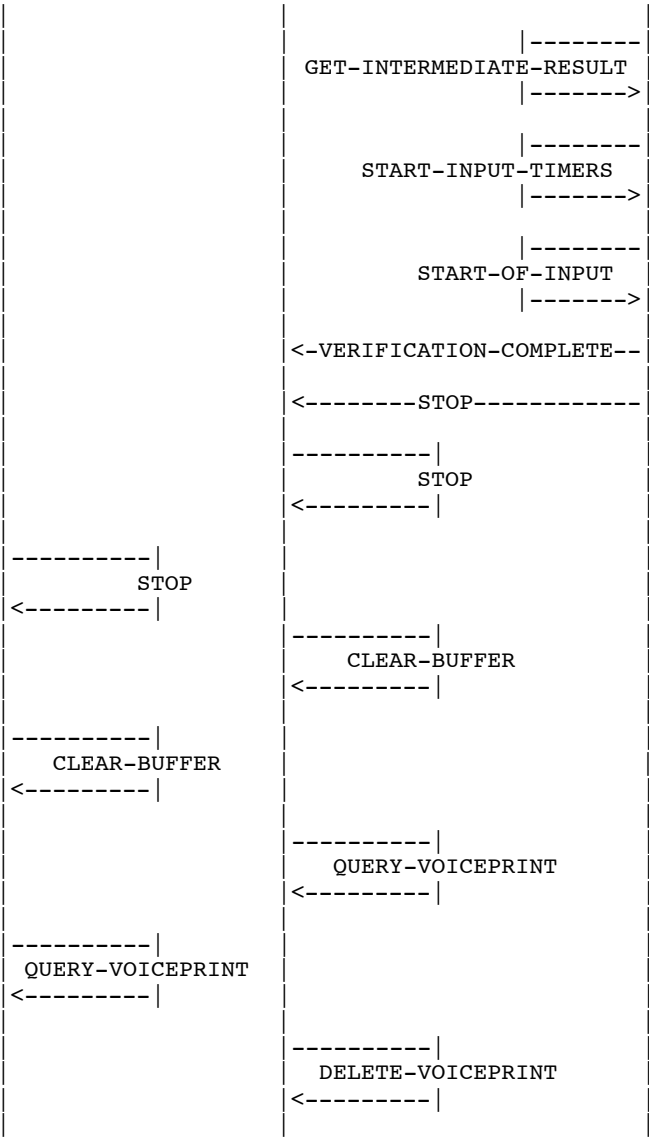 GET-INTERMEDIATE-RESULT
START-INPUT-TIMERS
START-OF-INPUT
<-VERIFICATION-COMPLETE--
<--------STOP------------
STOP
STOP
CLEAR-BUFFER
CLEAR-BUFFER
QUERY-VOICEPRINT
QUERY-VOICEPRINT
DELETE-VOICEPRINT